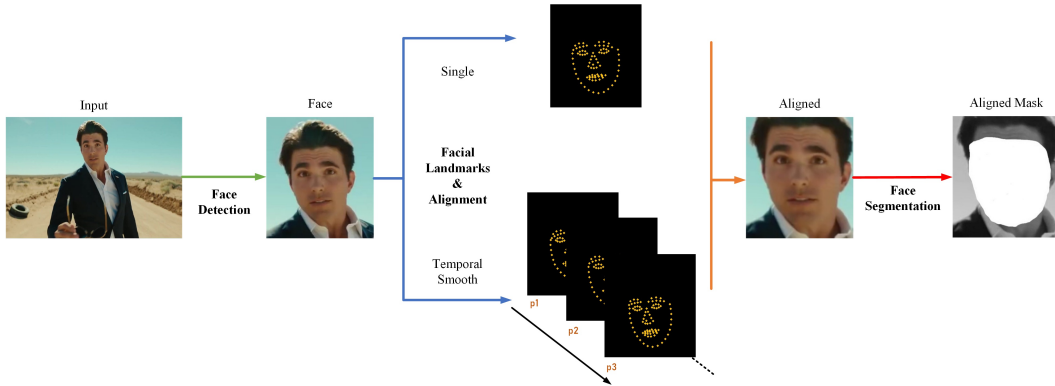 Input
Face
Detection
Face
Single
Facial
Landmarks
&
Alignment
Temporal
Smooth
p1
p2
p3
Aligned
Face
Segmentation
Aligned Mask